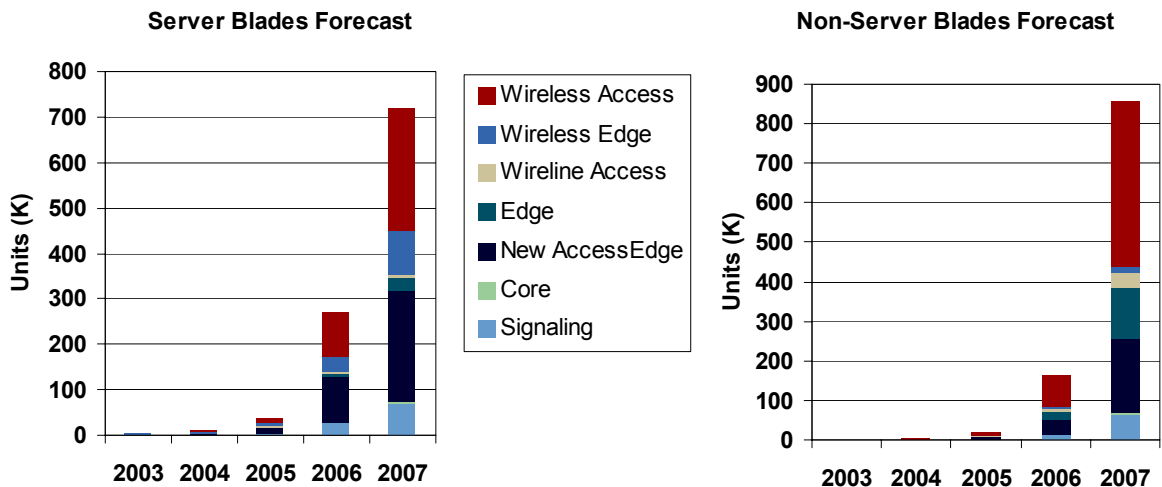 Server Blades Forecast
Units (K)
800
700
600
500
400
300
200
100
0
2003 2004 2005 2006 2007
Wireless Access
Wireless Edge
Wireline Access
Edge
New AccessEdge
Core
Signaling
Non-Server Blades Forecast
Units (K)
900
800
700
600
500
400
300
200
100
0
2003 2004 2005 2006 2007